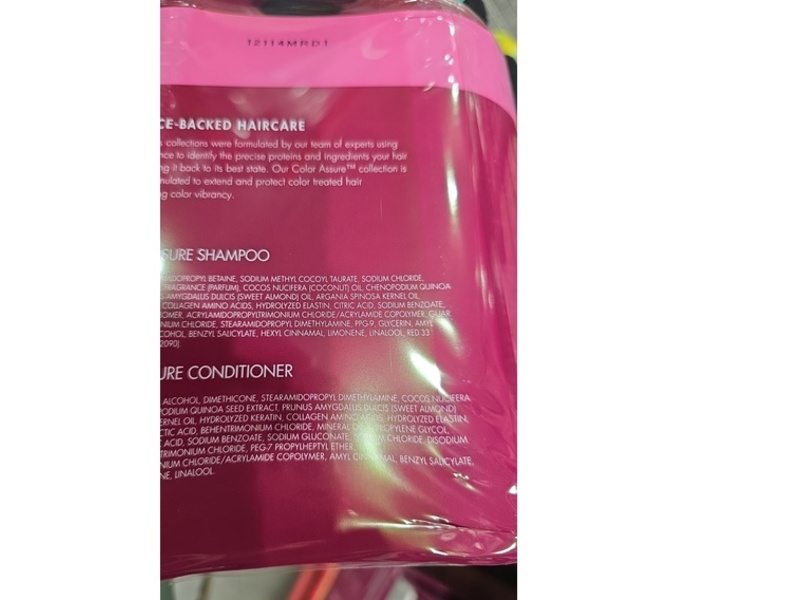 12114MRD1
CE-BACKED HAIRCARE
s collections were formulated by our team of experts using
nce to identify the precise proteins and ingredients your hair
ng it back to its best state. Our Color Assure™ collection is
mulated to extend and protect color treated hair
ng color vibrancy.
SURE SHAMPOO
AMIDOPROPYL BETAINE, SODIUM METHYL COCOYL TAURATE, SODIUM CHLORIDE,
FRAGRANCE (PARFUM), COCOS NUCIFERA (COCONUT) OIL, CHENOPODIUM QUINOA
S AMYGDALUS DULCIS (SWEET ALMOND) OIL, ARGANIA SPINOSA KERNEL OIL,
COLLAGEN AMINO ACIDS, HYDROLYZED ELASTIN, CITRIC ACID, SODIUM BENZOATE,
OMER, ACRYLAMIDOPROPYLTRIMONIUM CHLORIDE/ACRYLAMIDE COPOLYMER, GUAR
NIUM CHLORIDE, STEARAMIDOPROPYL DIMETHYLAMINE, PPG-9, GLYCERIN, AMYL
COHOL, BENZYL SALICYLATE, HEXYL CINNAMAL, LIMONENE, LINALOOL, RED 33
2090).
URE CONDITIONER
ALCOHOL, DIMETHICONE, STEARAMIDOPROPYL DIMETHYLAMINE, COCOS NUCIFERA
PODIUM QUINOA SEED EXTRACT, PRUNUS AMYGDALUS DULCIS (SWEET ALMOND)
ERNEL OIL, HYDROLYZED KERATIN, COLLAGEN AMINO ACIDS, HYDROLYZED ELASTIN,
CTIC ACID, BEHENTRIMONIUM CHLORIDE, MINERAL OIL, PROPYLENE GLYCOL,
ACID, SODIUM BENZOATE, SODIUM GLUCONATE, CHLORIDE, DISODIUM
TRIMONIUM CHLORIDE, PEG-7 PROPYLHEPTYL ETHER,
NIUM CHLORIDE/ACRYLAMIDE COPOLYMER, AMYL CINNAMAL, BENZYL SALICYLATE,
NE, LINALOOL.